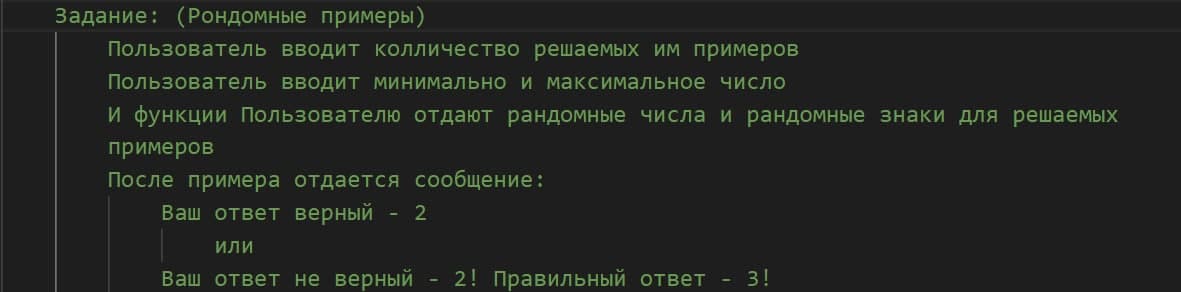 Задание: (Рондомные примеры)
Пользователь вводит колличество решаемых им примеров
Пользователь вводит минимально и максимальное число
И функции Пользователю отдают рандомные числа и рандомные знаки для решаемых
примеров
После примера отдается сообщение:
Ваш ответ верный - 2
или
Ваш ответ не верный - 2! Правильный ответ - 3!